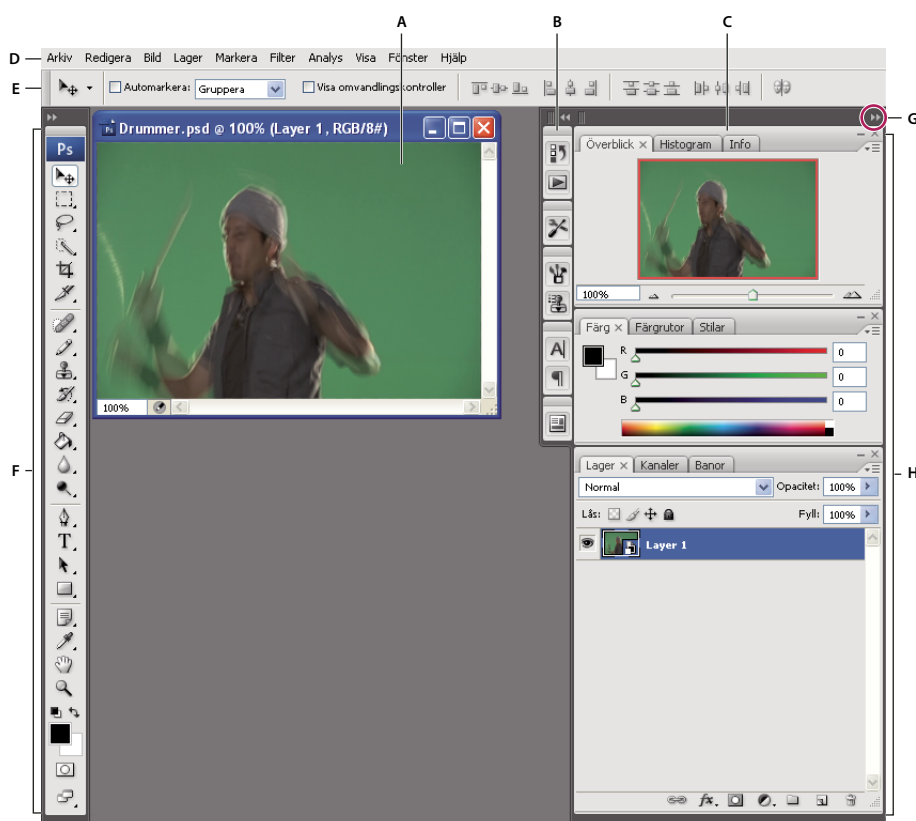 A B C
D Arkiv Redigera Bild Lager Markera Filter Analys Visa Fönster Hjälp
E Automarkera: Gruppera Visa omvandlingskontroller
G
Ps
Drummer.psd @ 100% (Layer 1, RGB/8#)
100%
Överblick × Histogram Info
100%
Färg × Färgrutor Stilar
R 0
G 0
B 0
F
H
Lager × Kanaler Banor
Normal Opacitet: 100%
Lås: Fyll: 100%
Layer 1
A
T
fx